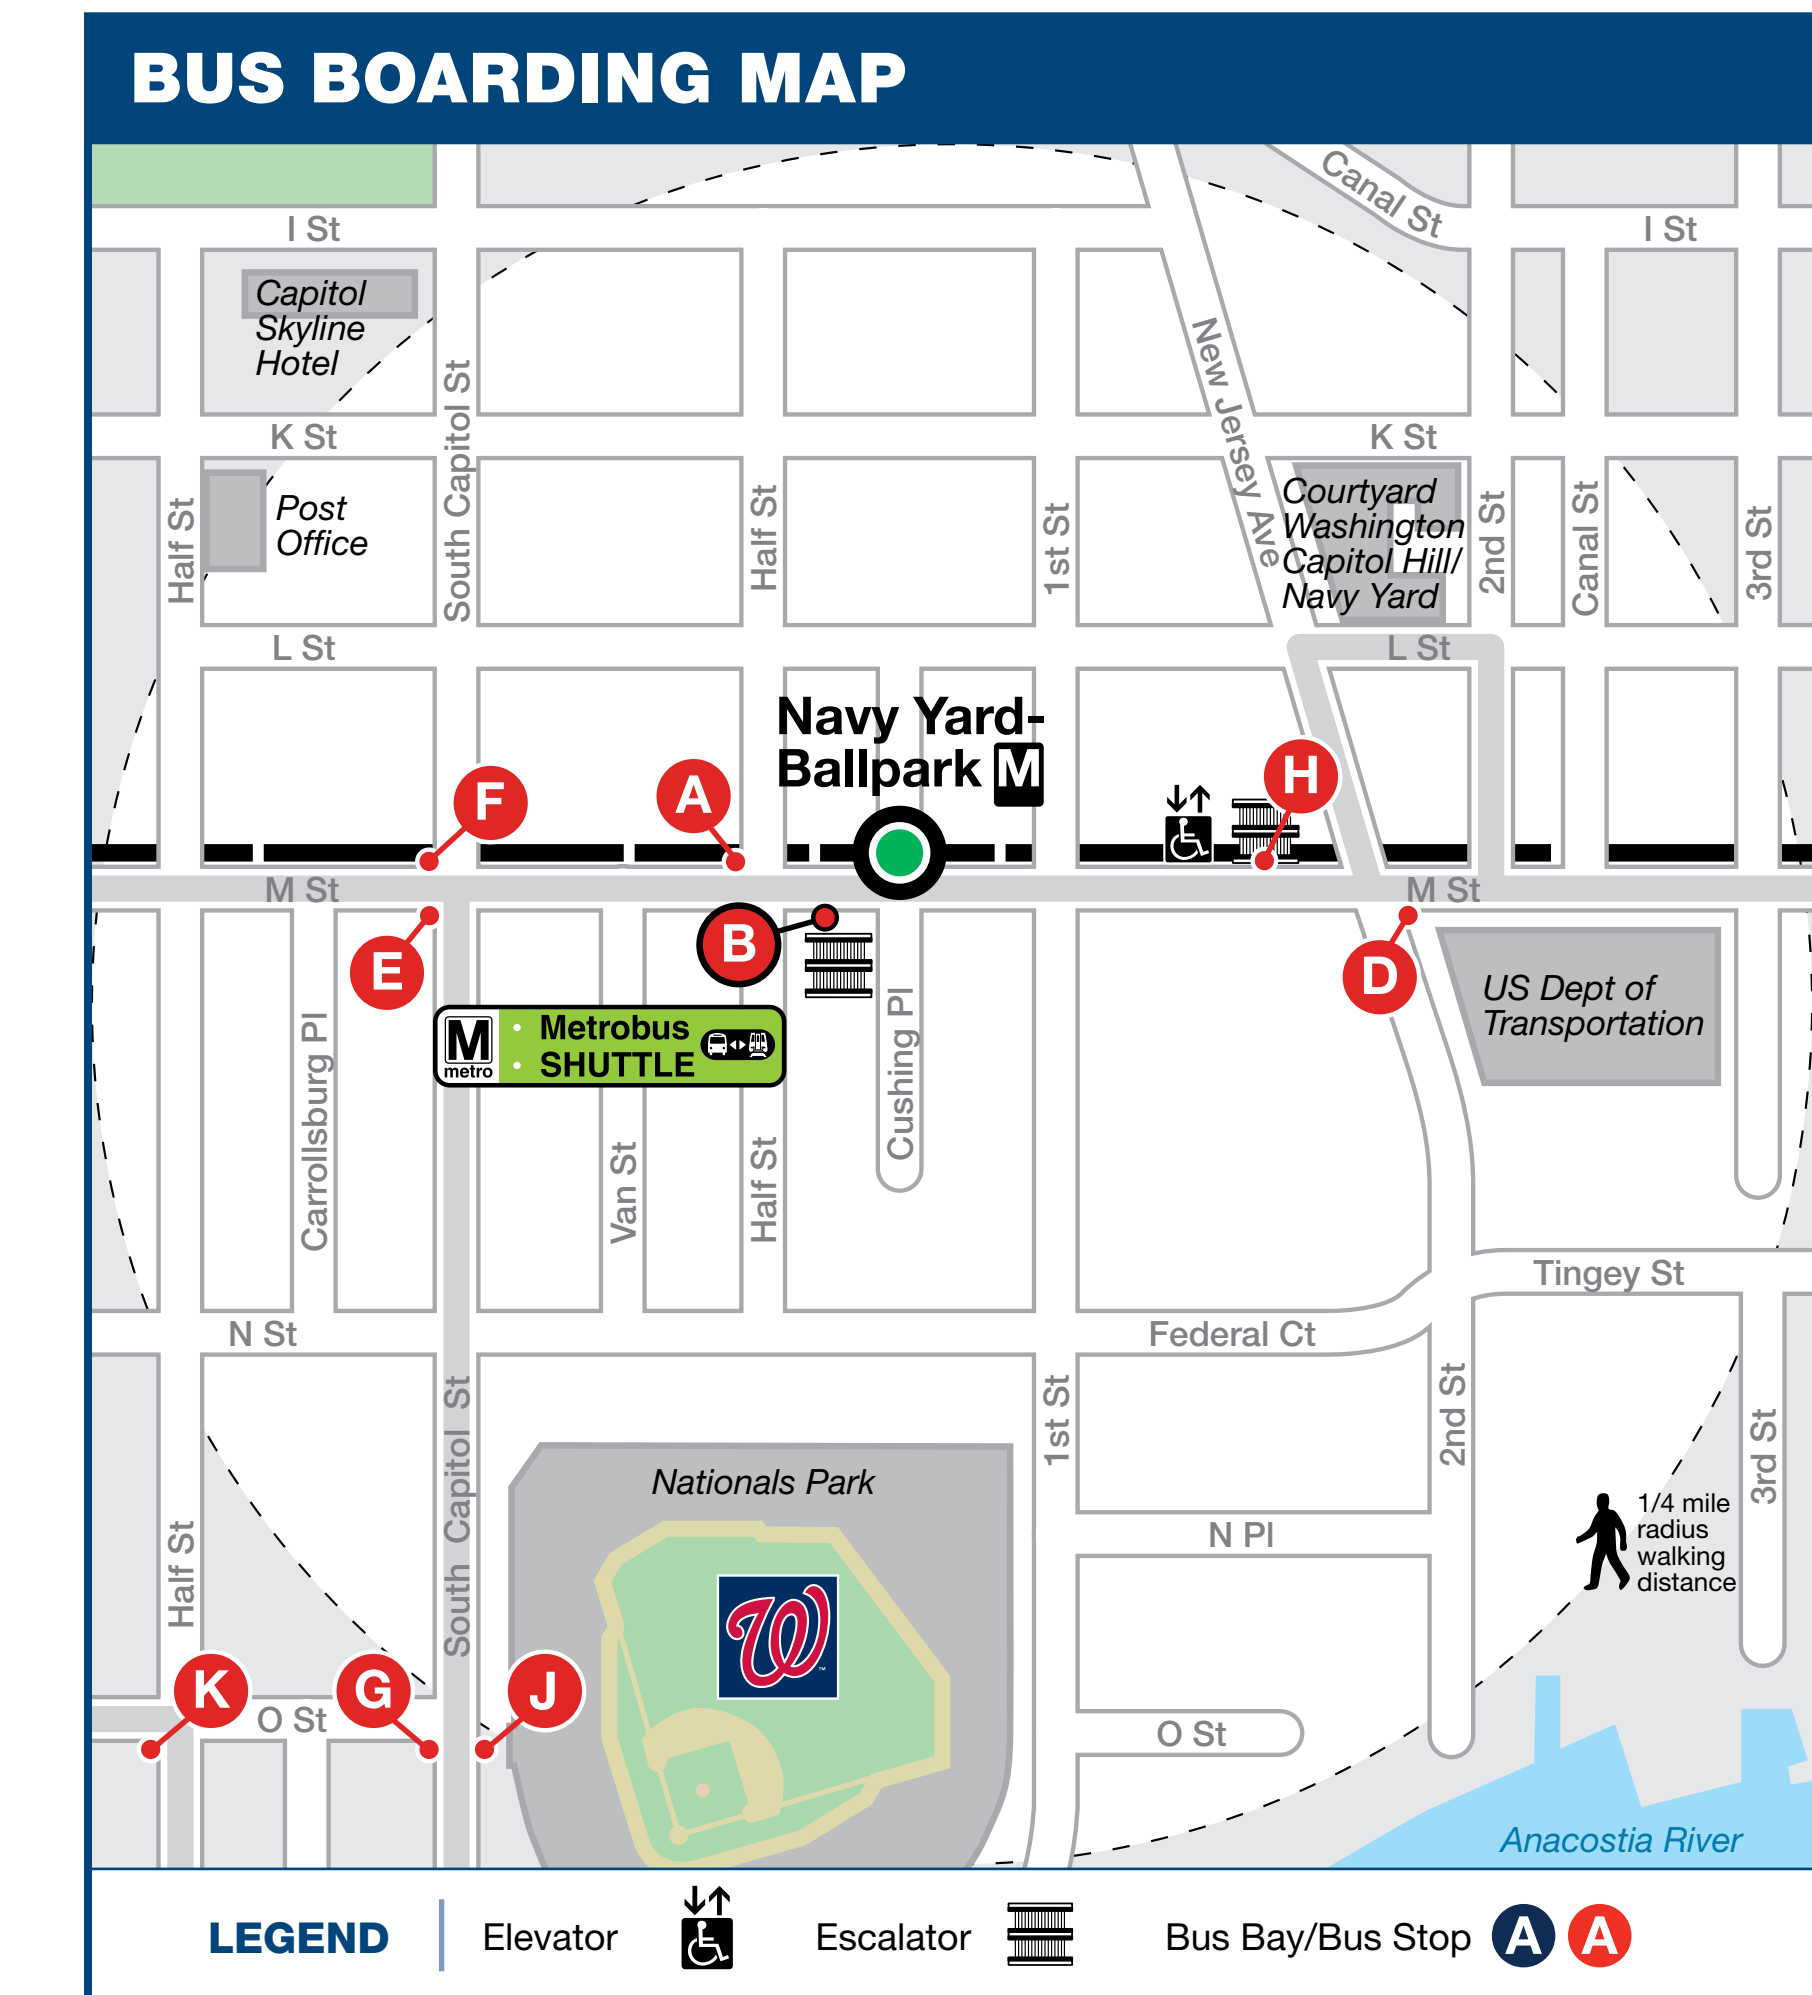 BUS BOARDING MAP
Canal St
I St
I St
Capitol
Skyline
Hotel
New Jersey Ave
South Capitol St
K St
K St
Post
Office
Half St
Half St
1st St
Courtyard
Washington
Capitol Hill/
Navy Yard
2nd St
Canal St
3rd St
L St
L St
Navy Yard-
Ballpark M
F
A
H
M St
M St
B
E
D
US Dept of
Transportation
M
metro
Metrobus
SHUTTLE
Carrollsburg Pl
Van St
Half St
Cushing Pl
Tingey St
N St
Federal Ct
South Capitol St
1st St
2nd St
3rd St
Nationals Park
1/4 mile
radius
walking
distance
N Pl
Half St
W
™
K
G
J
O St
O St
Anacostia River
LEGEND
Elevator
Escalator
Bus Bay/Bus Stop A A